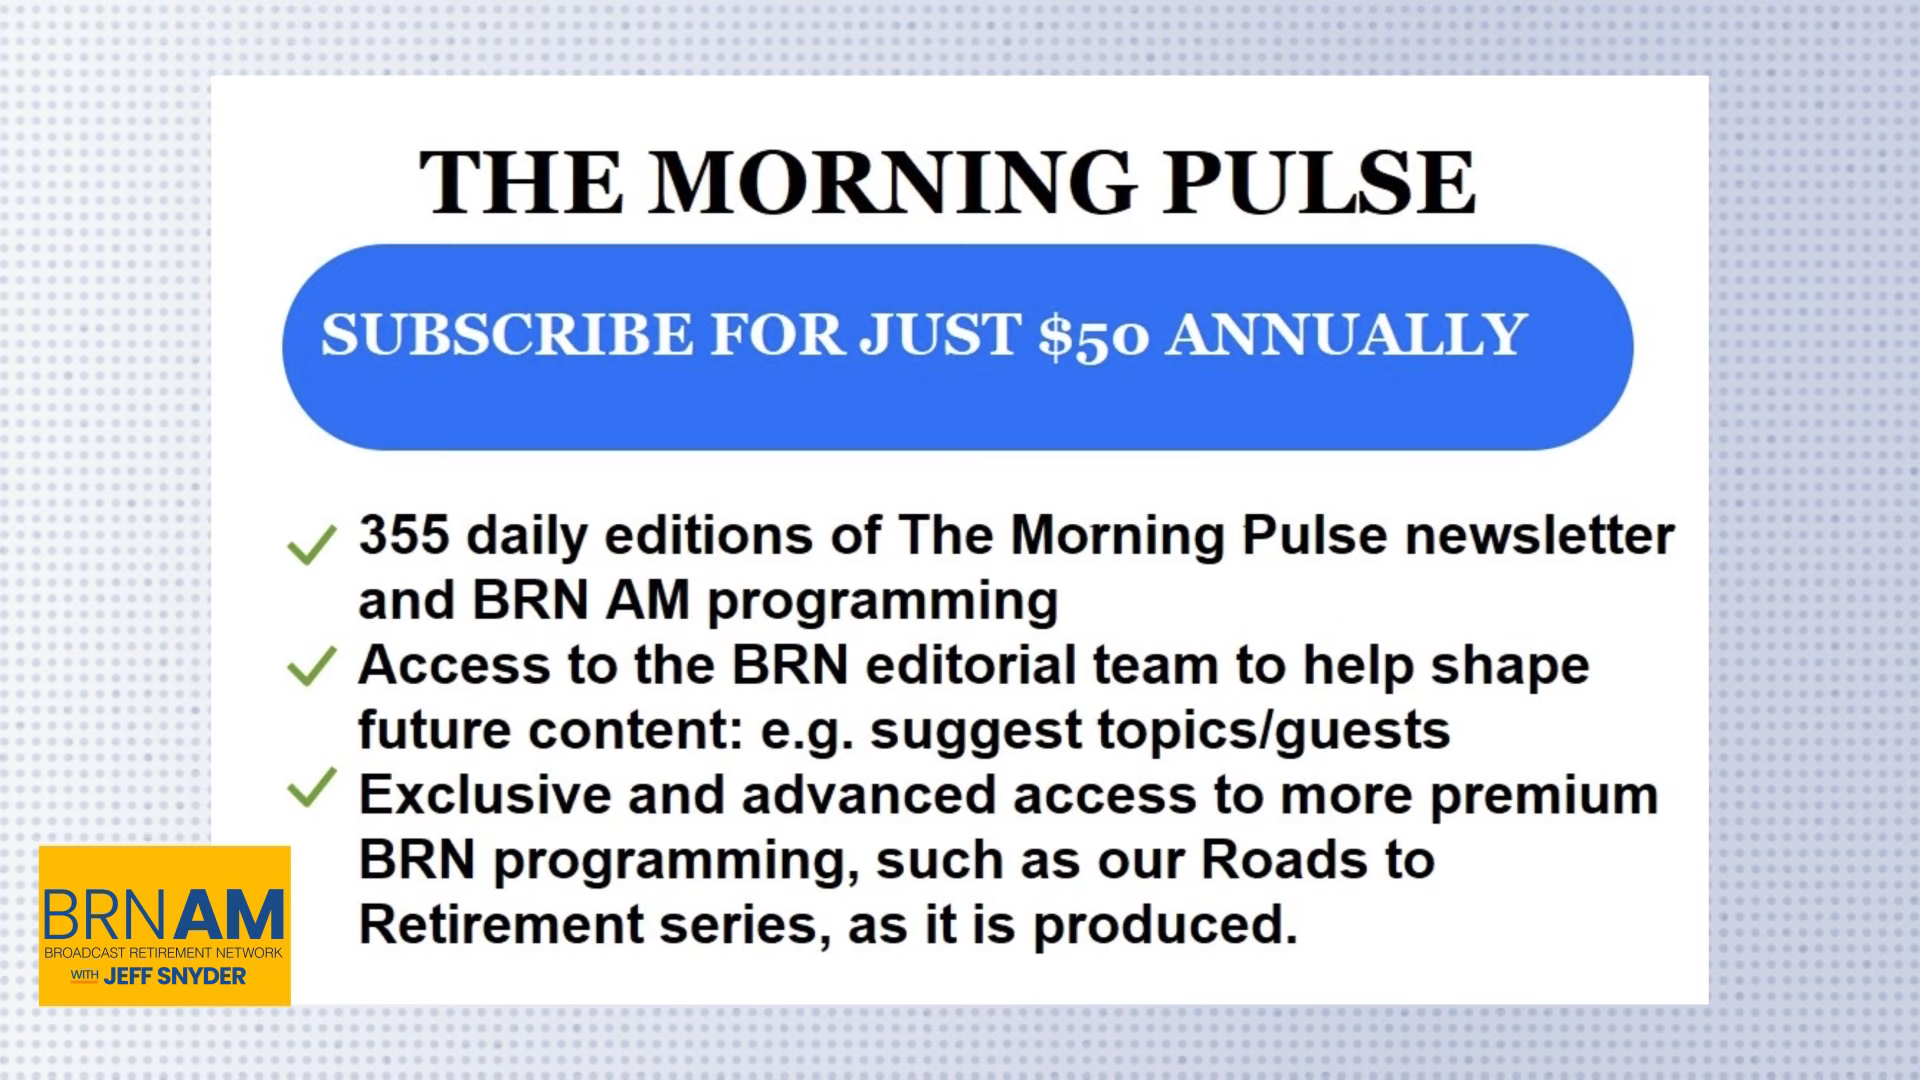 THE MORNING PULSE
SUBSCRIBE FOR JUST $50 ANNUALLY
355 daily editions of The Morning Pulse newsletter
and BRN AM programming
Access to the BRN editorial team to help shape
future content: e.g. suggest topics/guests
Exclusive and advanced access to more premium
BRN programming, such as our Roads to
Retirement series, as it is produced.
BRNAM
BROADCAST RETIREMENT NETWORK
WITH JEFF SNYDER